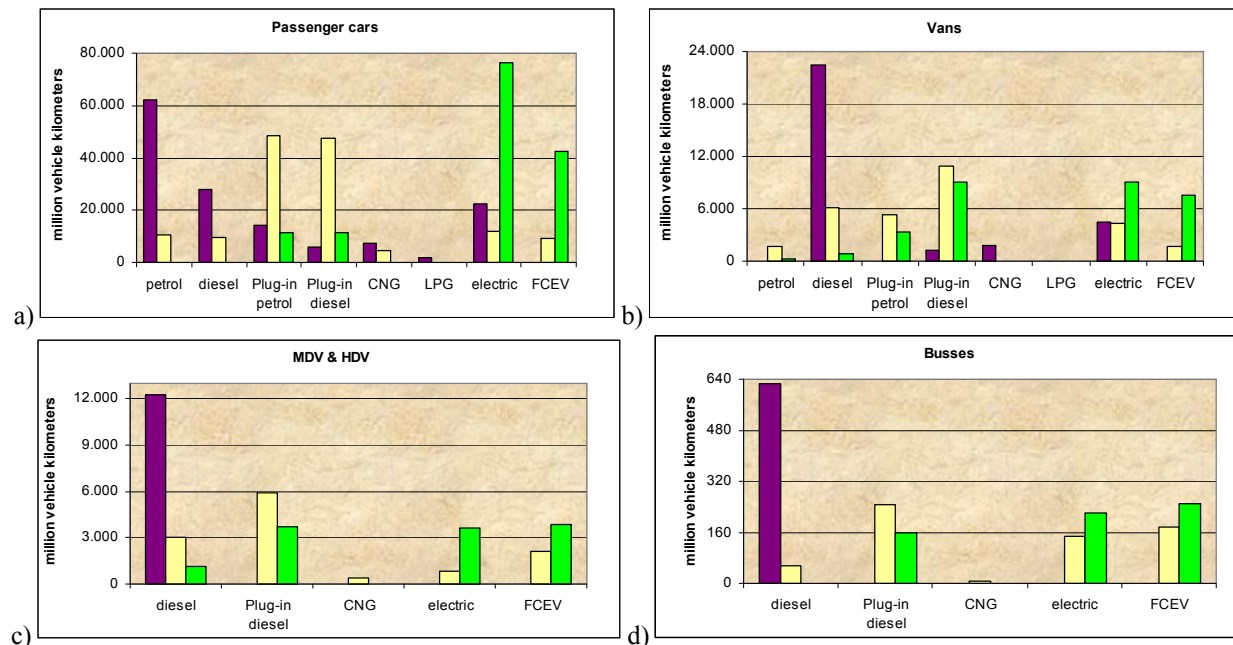 Passenger cars
million vehicle kilometers
80.000
60.000
40.000
20.000
0
petrol diesel Plug-in petrol Plug-in diesel CNG LPG electric FCEV
a)
Vans
million vehicle kilometers
24.000
18.000
12.000
6.000
0
petrol diesel Plug-in petrol Plug-in diesel CNG LPG electric FCEV
b)
MDV & HDV
million vehicle kilometers
12.000
9.000
6.000
3.000
0
diesel Plug-in diesel CNG electric FCEV
c)
Busses
million vehicle kilometers
640
480
320
160
0
diesel Plug-in diesel CNG electric FCEV
d)